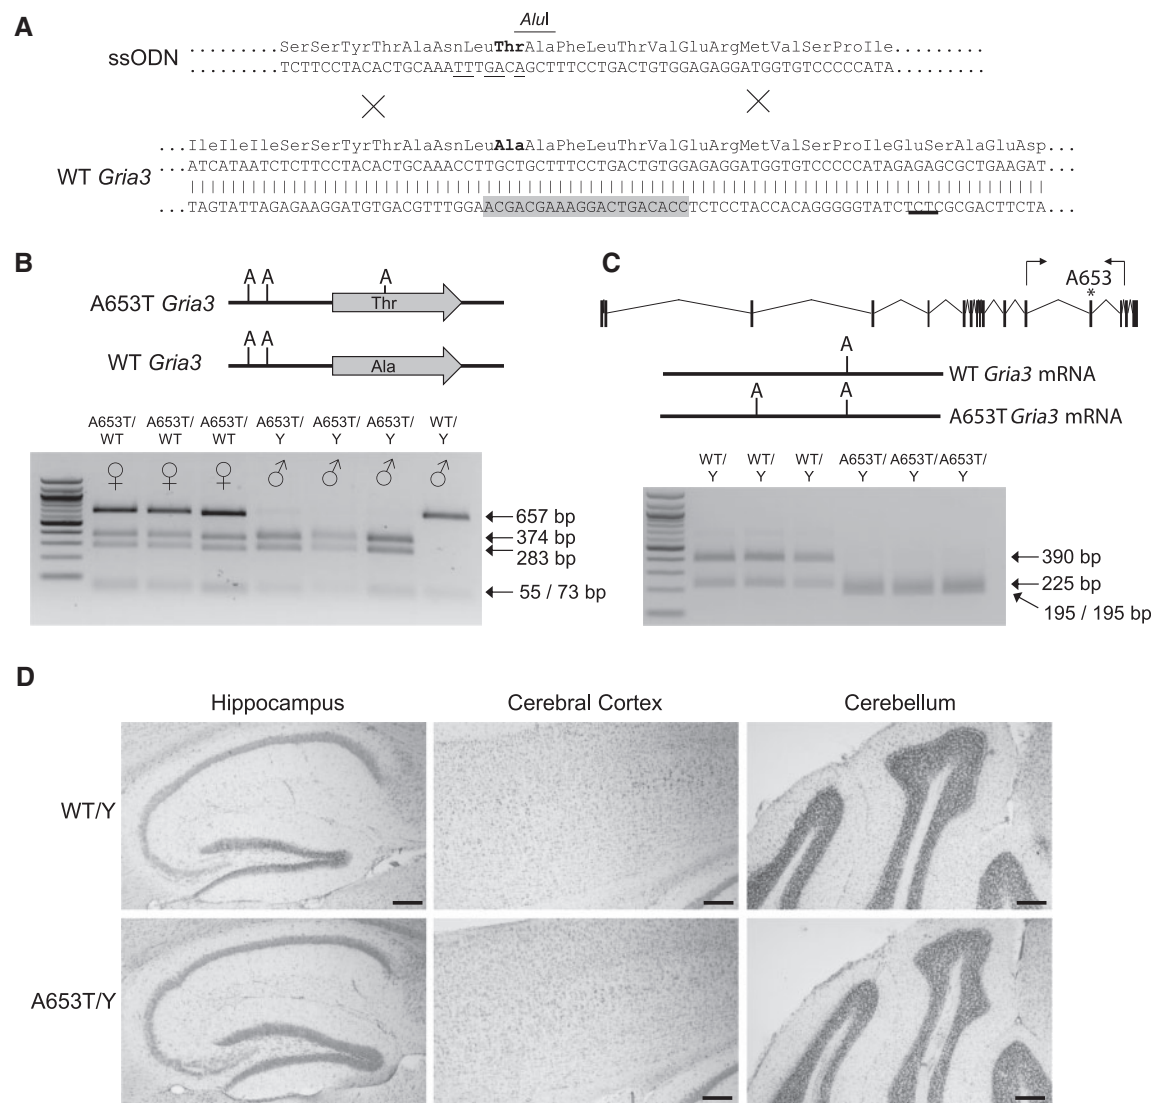 A
AluI
ssODN
.........SerSerTyrThrAlaAsnLeuThrAlaPheLeuThrValGluArgMetValSerProIle.........
.........TCTTCCTACACTGCAAATTTGACAGCTTTCCTGACTGTGGAGAGGATGGTGTCCCCCATA.........
WT Gria3
...IleIleIleSerSerTyrThrAlaAsnLeuAlaAlaPheLeuThrValGluArgMetValSerProIleGluSerAlaGluAsp...
...ATCATAATCTCTTCCTACACTGCAAACCTTGCTGCTTTCCTGACTGTGGAGAGGATGGTGTCCCCCATAGAGAGCGCTGAAGAT...
...TAGTATTAGAGAAGGATGTGACGTTTGGAACGACGAAAGGACTGACACCTCTCCTACCACAGGGGGTATCTCTCGCGACTTCTA...
B
A A A
A653T Gria3
Thr
A A
WT Gria3
Ala
A653T/WT A653T/WT A653T/WT A653T/Y A653T/Y A653T/Y WT/Y
♀ ♀ ♀ ♂ ♂ ♂ ♂
657 bp
374 bp
283 bp
55 / 73 bp
C
A653
*
A
WT Gria3 mRNA
A A
A653T Gria3 mRNA
WT/Y WT/Y WT/Y A653T/Y A653T/Y A653T/Y
390 bp
225 bp
195 / 195 bp
D
Hippocampus Cerebral Cortex Cerebellum
WT/Y
A653T/Y